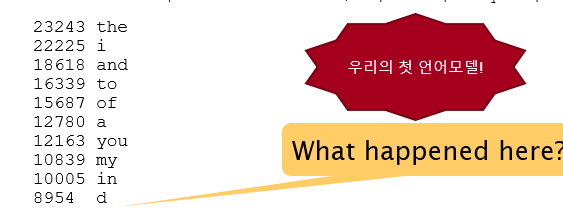 23243 the
22225 i
18618 and
16339 to
15687 of
12780 a
12163 you
10839 my
10005 in
8954 d
우리의 첫 언어모델!
What happened here?